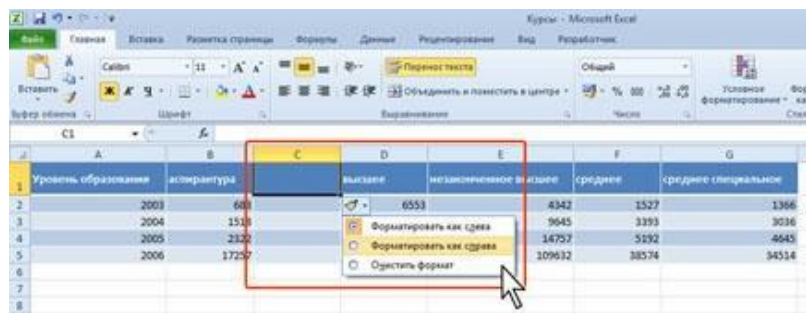 Курсы - Microsoft Excel
Файл Главная Вставка Разметка страницы Формулы Данные Рецензирование Вид Разработчик
Calibri 11 Перенос текста Общий
Вставить Ж К Ч Объединить и поместить в центре % 000 Условное
форматирование
Буфер обмена Шрифт Выравнивание Число
C1 fx
A B C D E F G
1 Уровень образования аспирантура высшее незаконченное высшее среднее среднее специальное
2 2003 6553 4342 1527 1366
3 2004 Форматировать как слева 9645 3393 3036
4 2005 2322 Форматировать как справа 14757 5192 4645
5 2006 17257 Очистить формат 109632 38574 34514
6
7
8